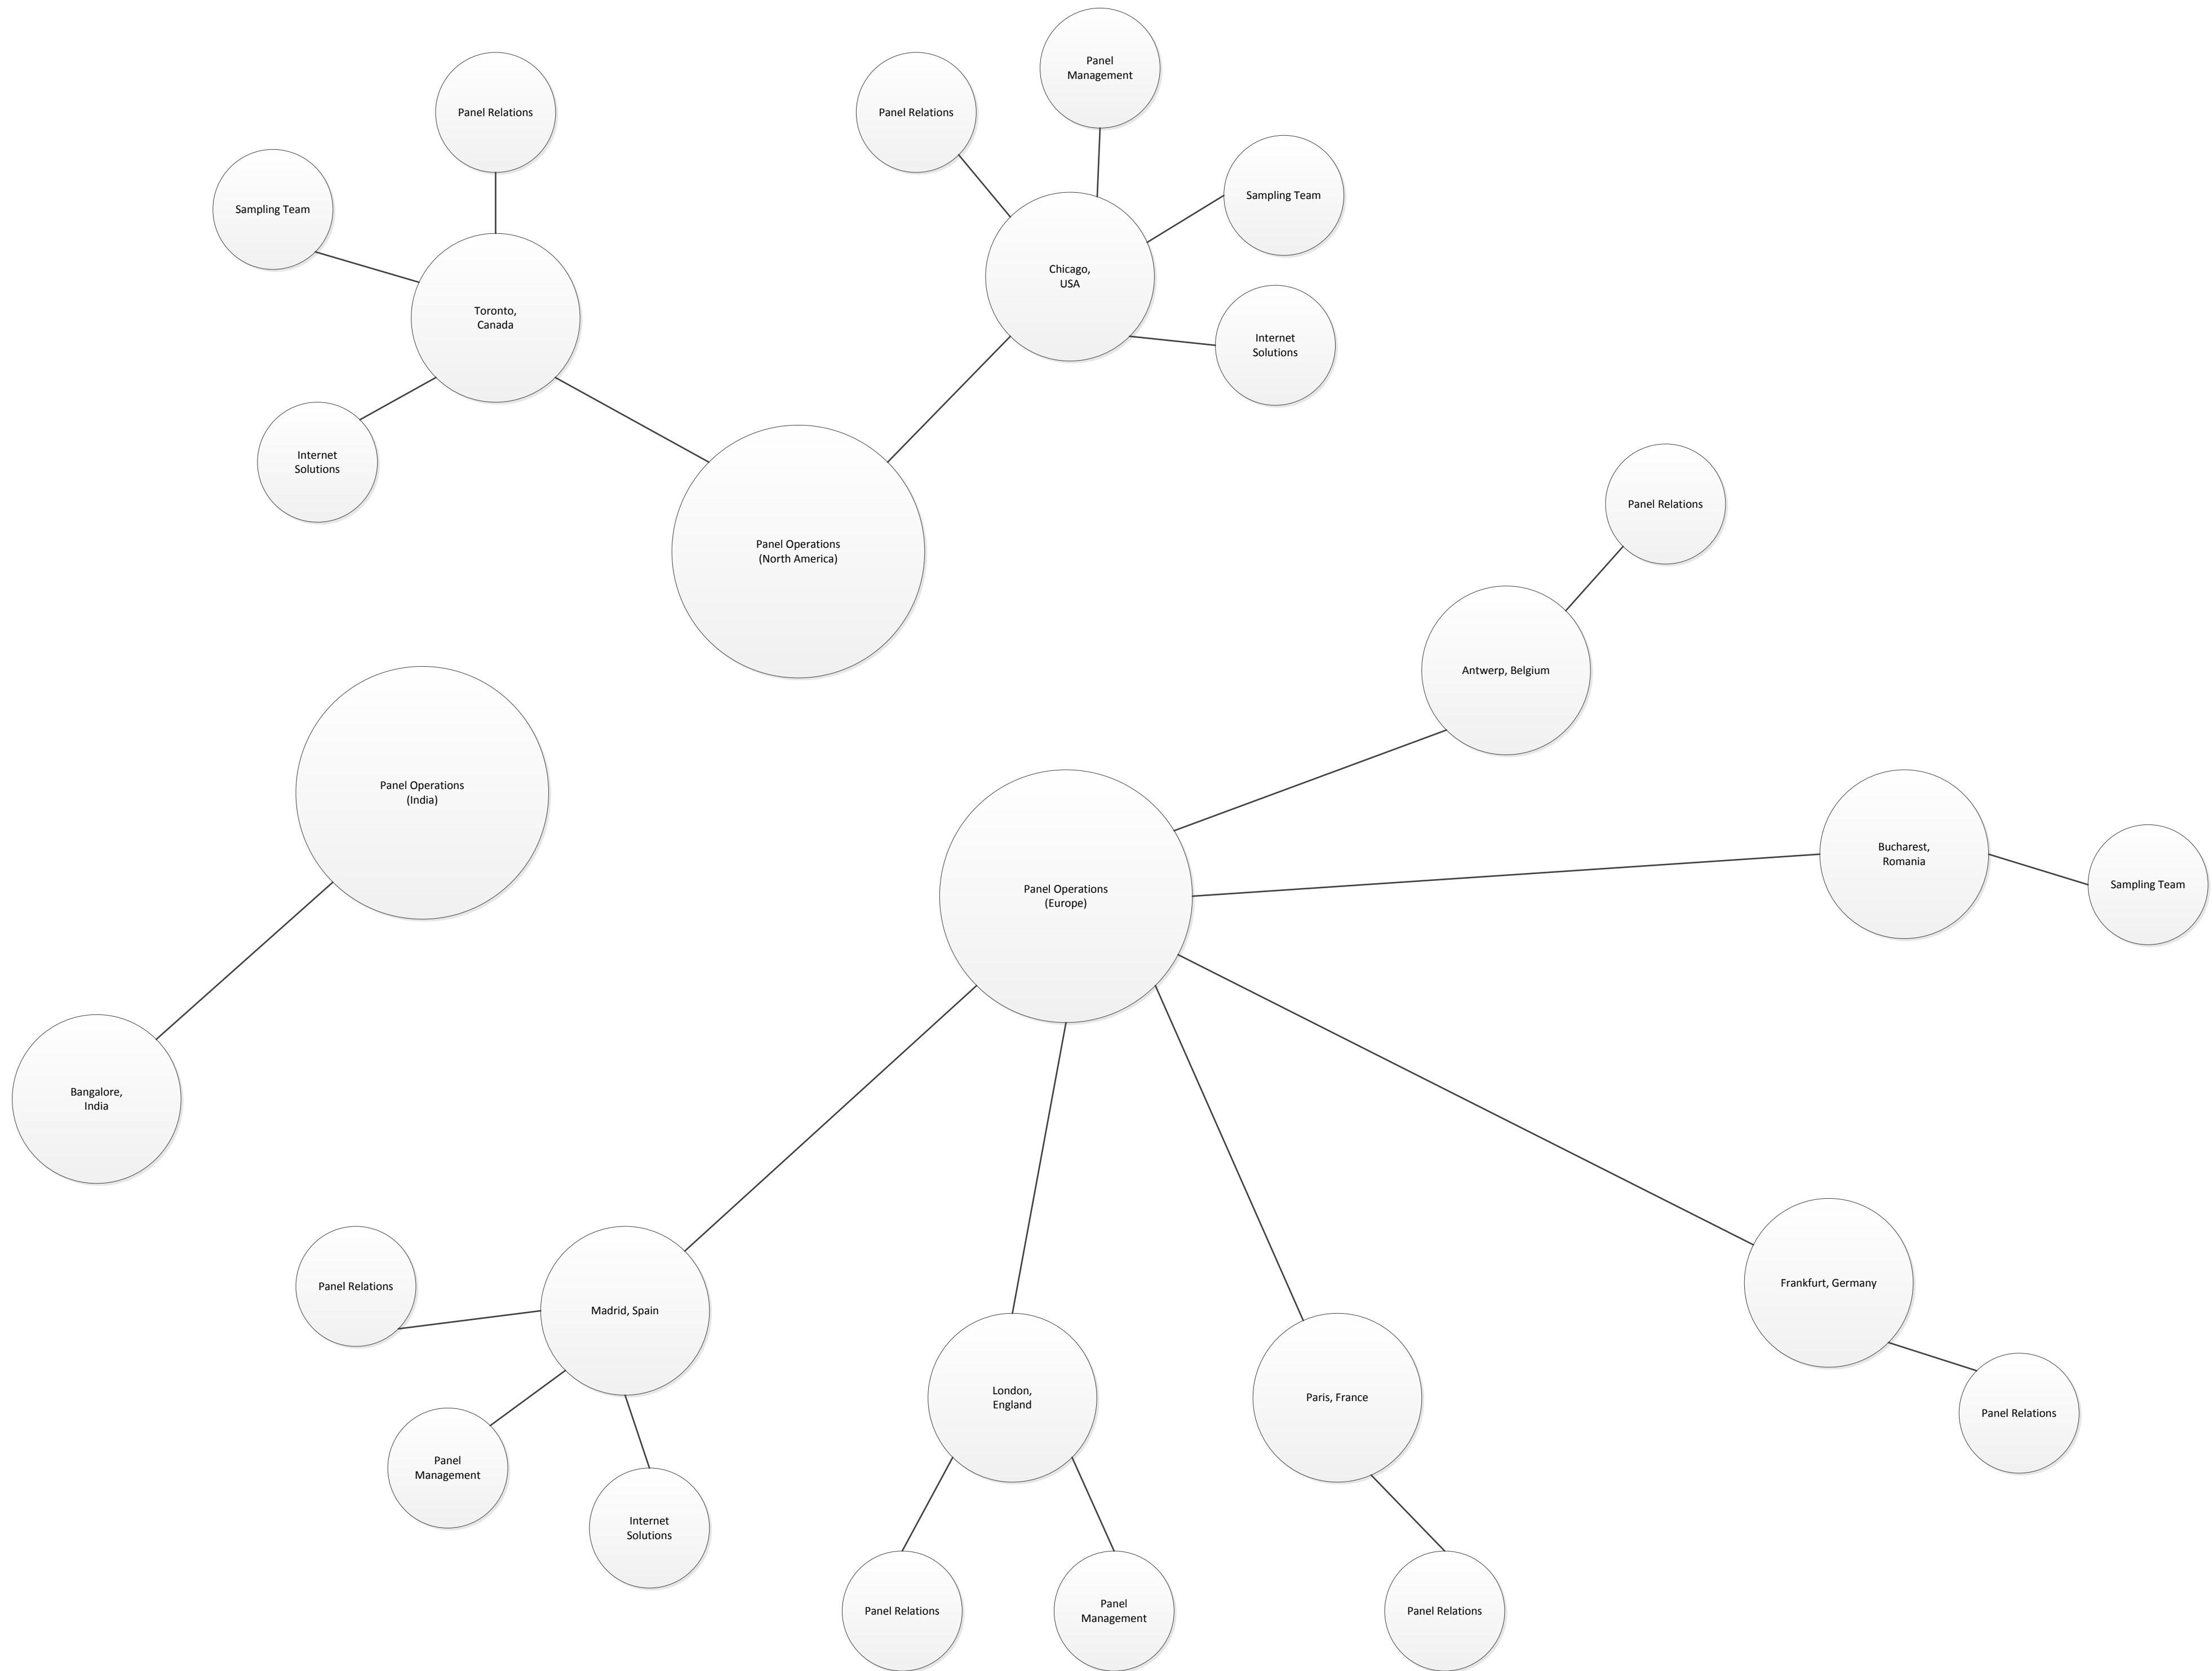 Panel
Management
Panel Relations
Panel Relations
Sampling Team
Sampling Team
Chicago,
USA
Toronto,
Canada
Internet
Solutions
Internet
Solutions
Panel Relations
Panel Operations
(North America)
Antwerp, Belgium
Panel Operations
(India)
Bucharest,
Romania
Sampling Team
Panel Operations
(Europe)
Bangalore,
India
Panel Relations
Madrid, Spain
Frankfurt, Germany
London,
England
Paris, France
Panel Relations
Panel
Management
Internet
Solutions
Panel Relations
Panel
Management
Panel Relations